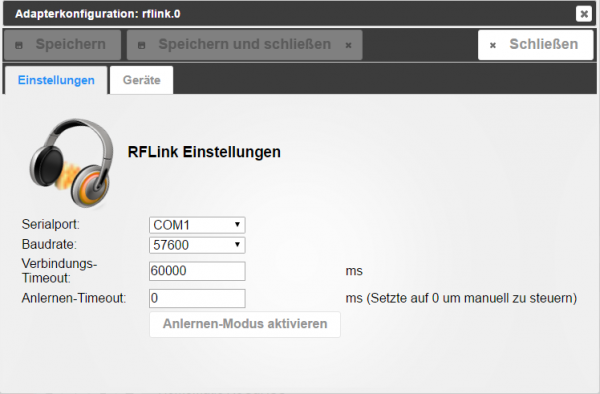 Adapterkonfiguration: rflink.0
Speichern Speichern und schließen Schließen
Einstellungen Geräte
RFLink Einstellungen
Serialport: COM1
Baudrate: 57600
Verbindungs-
Timeout: 60000 ms
Anlernen-Timeout: 0 ms (Setzte auf 0 um manuell zu steuern)
Anlernen-Modus aktivieren